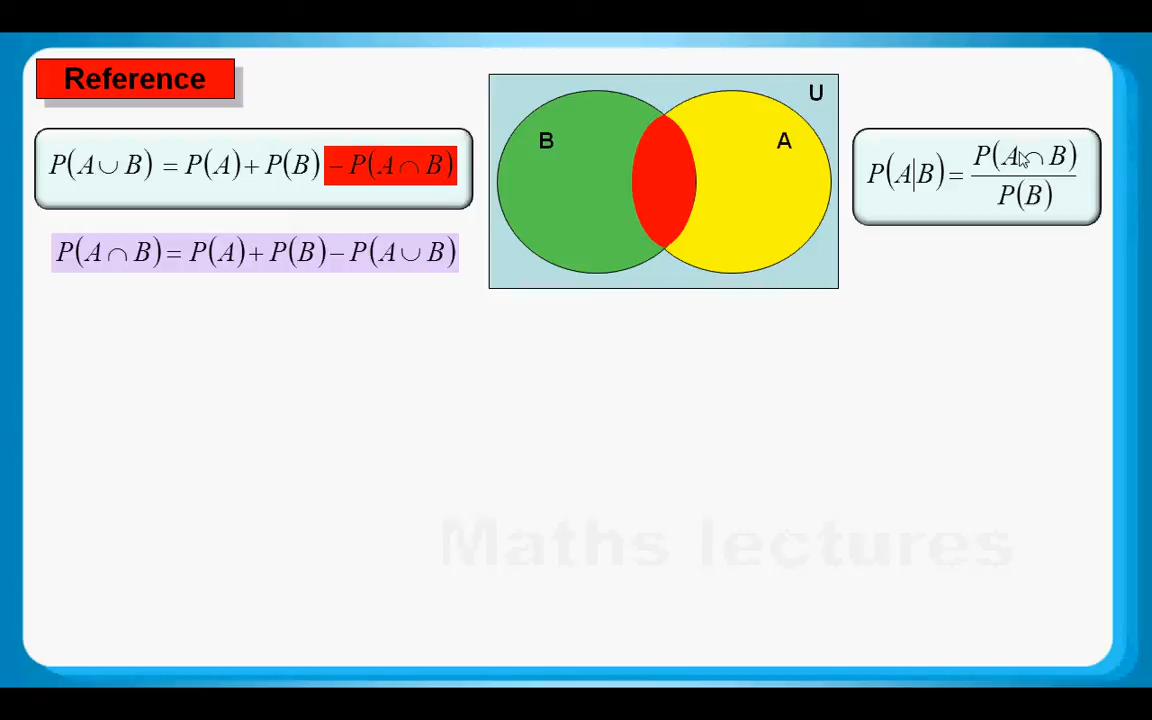 Reference
P(A ∪ B) = P(A) + P(B) − P(A ∩ B)
P(A ∩ B) = P(A) + P(B) − P(A ∪ B)
U
B
A
P(A|B) = P(A ∩ B) / P(B)
Maths lectures